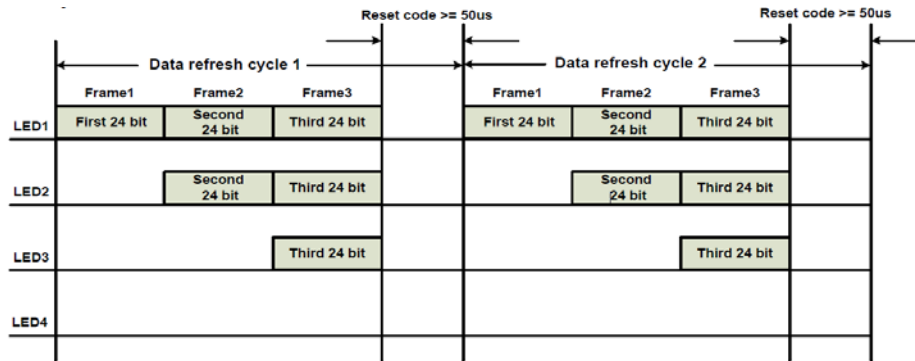 Reset code >= 50us Reset code >= 50us
Data refresh cycle 1 Data refresh cycle 2
Frame1 Frame2 Frame3 Frame1 Frame2 Frame3
LED1 First 24 bit Second 24 bit Third 24 bit First 24 bit Second 24 bit Third 24 bit
LED2 Second 24 bit Third 24 bit Second 24 bit Third 24 bit
LED3 Third 24 bit Third 24 bit
LED4